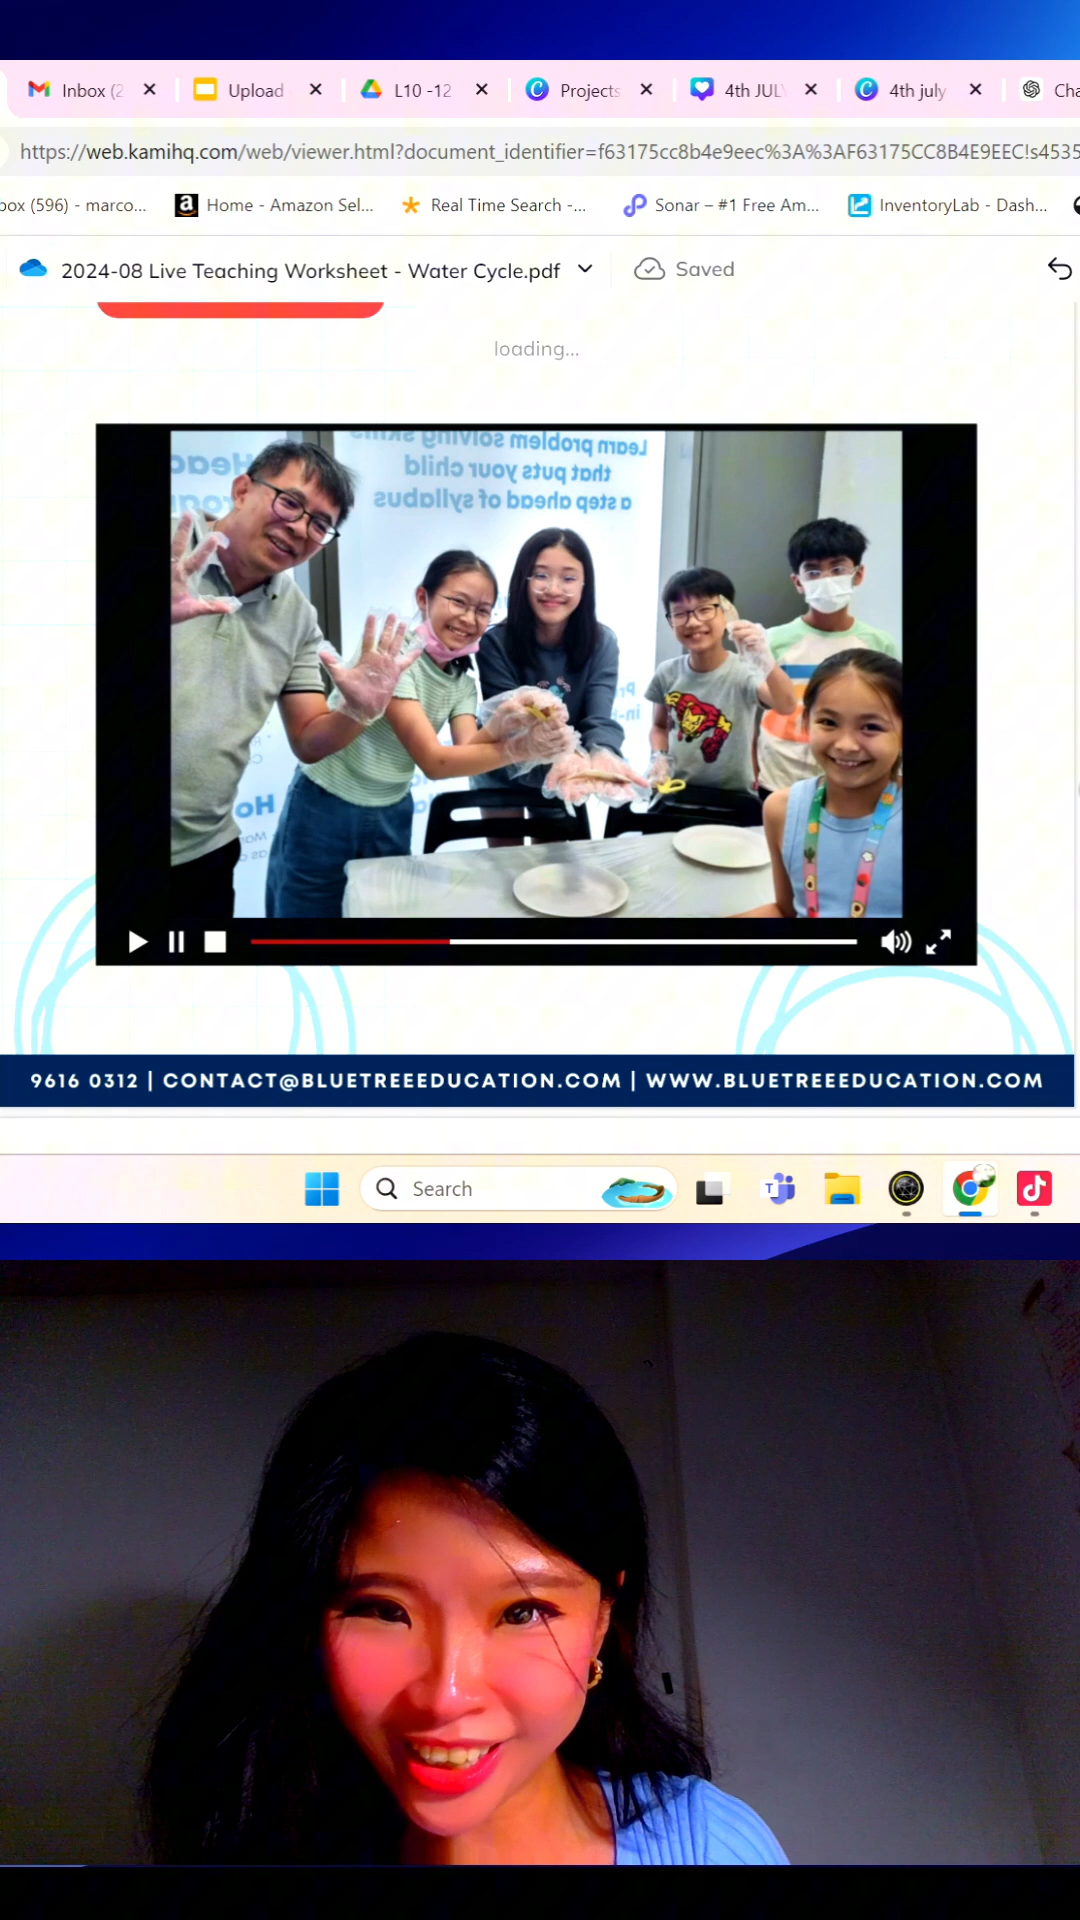 Inbox (2
Upload
L10 -12
Projects
4th JUL
4th july
Cha
https://web.kamihq.com/web/viewer.html?document_identifier=f63175cc8b4e9eec%3A%3AF63175CC8B4E9EEC!s4535
box (596) - marco...
Home - Amazon Sel...
Real Time Search -...
Sonar – #1 Free Am...
InventoryLab - Dash...
2024-08 Live Teaching Worksheet - Water Cycle.pdf
Saved
loading...
Learn problem solving skills
that puts your child
a step ahead of syllabus
9616 0312 | CONTACT@BLUETREEEDUCATION.COM | WWW.BLUETREEEDUCATION.COM
Search